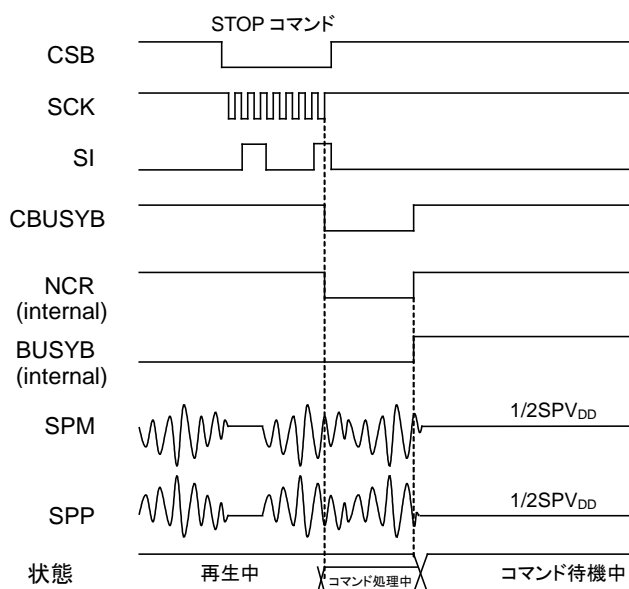 STOP コマンド
CSB
SCK
SI
CBUSYB
NCR
(internal)
BUSYB
(internal)
SPM
1/2SPVDD
SPP
1/2SPVDD
状態
再生中
コマンド処理中
コマンド待機中